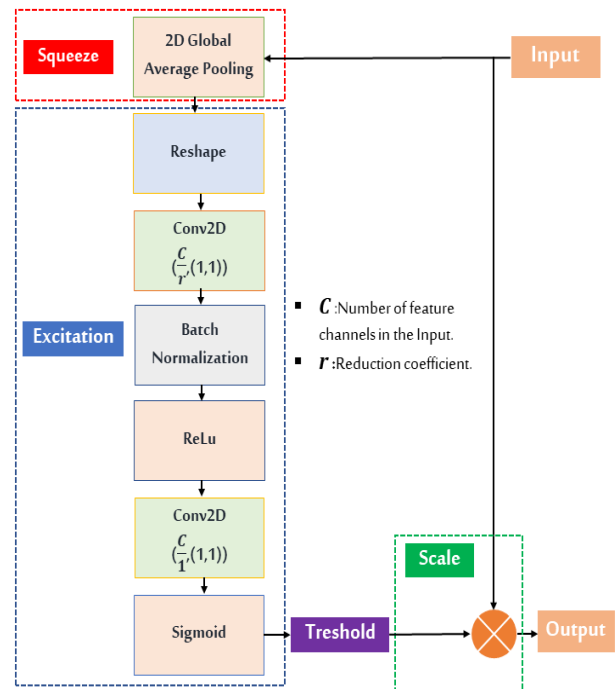 Squeeze
2D Global
Average Pooling
Input
Reshape
Conv2D
(C/r,(1,1))
Excitation
Batch
Normalization
▪ C :Number of feature
channels in the Input.
▪ r :Reduction coefficient.
ReLu
Conv2D
(C/1,(1,1))
Scale
Sigmoid
Treshold
Output